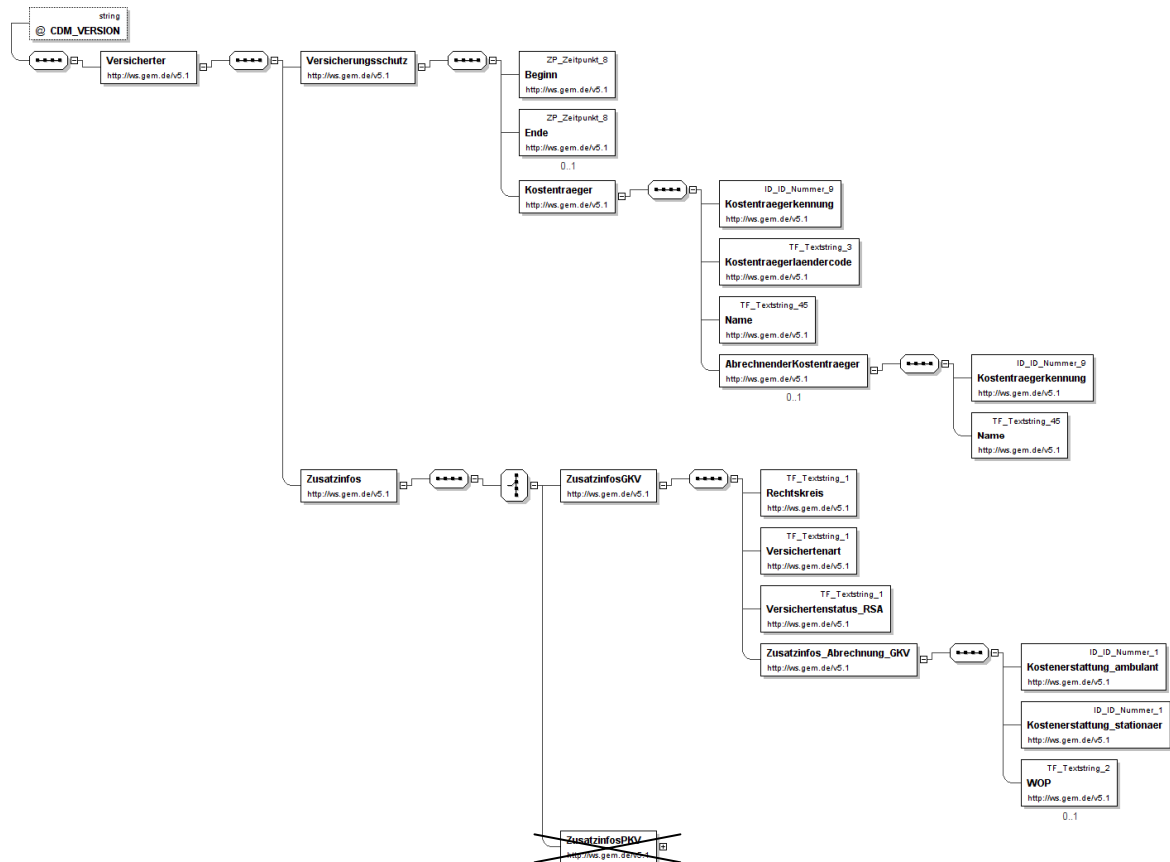 string
@ CDM_VERSION
Versicherter
http://ws.gem.de/v5.1
Versicherungsschutz
http://ws.gem.de/v5.1
ZP_Zeitpunkt_8
Beginn
http://ws.gem.de/v5.1
ZP_Zeitpunkt_8
Ende
http://ws.gem.de/v5.1
0..1
Kostentraeger
http://ws.gem.de/v5.1
ID_ID_Nummer_9
Kostentraegerkennung
http://ws.gem.de/v5.1
TF_Textstring_3
Kostentraegerlaendercode
http://ws.gem.de/v5.1
TF_Textstring_45
Name
http://ws.gem.de/v5.1
AbrechnenderKostentraeger
http://ws.gem.de/v5.1
0..1
ID_ID_Nummer_9
Kostentraegerkennung
http://ws.gem.de/v5.1
TF_Textstring_45
Name
http://ws.gem.de/v5.1
Zusatzinfos
http://ws.gem.de/v5.1
ZusatzinfosGKV
http://ws.gem.de/v5.1
TF_Textstring_1
Rechtskreis
http://ws.gem.de/v5.1
TF_Textstring_1
Versichertenart
http://ws.gem.de/v5.1
TF_Textstring_1
Versichertenstatus_RSA
http://ws.gem.de/v5.1
Zusatzinfos_Abrechnung_GKV
http://ws.gem.de/v5.1
ID_ID_Nummer_1
Kostenerstattung_ambulant
http://ws.gem.de/v5.1
ID_ID_Nummer_1
Kostenerstattung_stationaer
http://ws.gem.de/v5.1
TF_Textstring_2
WOP
http://ws.gem.de/v5.1
0..1
ZusatzinfosPKV
http://ws.gem.de/v5.1